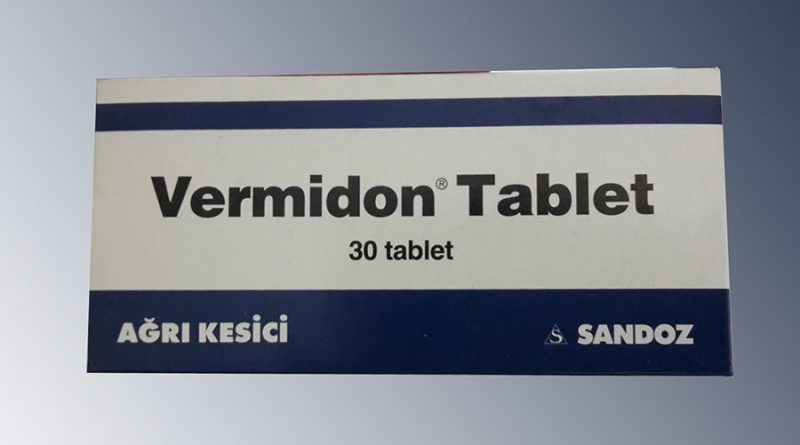 Vermidon® Tablet
30 tablet
AĞRI KESİCİ
SANDOZ